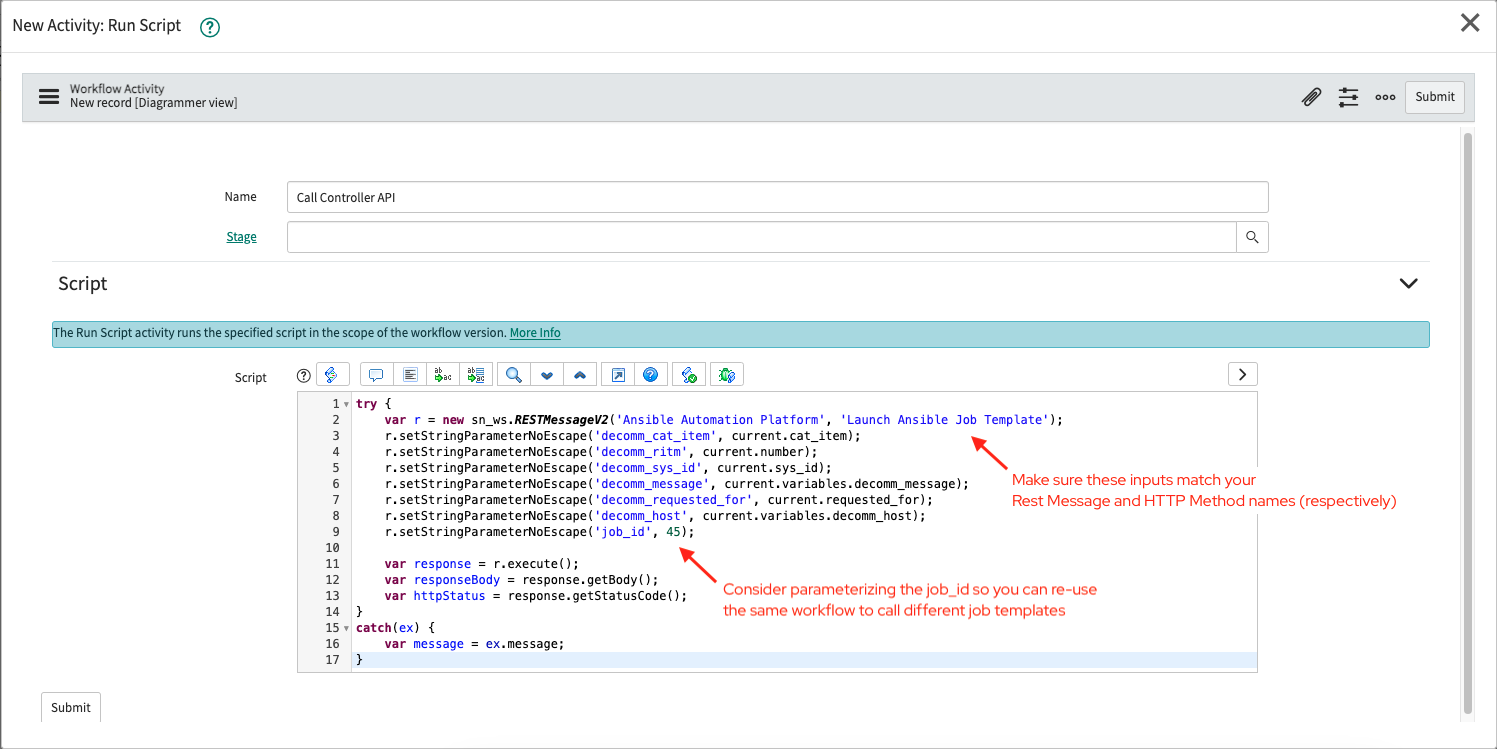 New Activity: Run Script ?
Workflow Activity
New record [Diagrammer view]
Submit
Name
Call Controller API
Stage
Script
The Run Script activity runs the specified script in the scope of the workflow version. More Info
Script
1 try {
2     var r = new sn_ws.RESTMessageV2('Ansible Automation Platform', 'Launch Ansible Job Template');
3     r.setStringParameterNoEscape('decomm_cat_item', current.cat_item);
4     r.setStringParameterNoEscape('decomm_ritm', current.number);
5     r.setStringParameterNoEscape('decomm_sys_id', current.sys_id);
6     r.setStringParameterNoEscape('decomm_message', current.variables.decomm_message);
7     r.setStringParameterNoEscape('decomm_requested_for', current.requested_for);
8     r.setStringParameterNoEscape('decomm_host', current.variables.decomm_host);
9     r.setStringParameterNoEscape('job_id', 45);
10
11     var response = r.execute();
12     var responseBody = response.getBody();
13     var httpStatus = response.getStatusCode();
14 }
15 catch(ex) {
16     var message = ex.message;
17 }
Make sure these inputs match your
Rest Message and HTTP Method names (respectively)
Consider parameterizing the job_id so you can re-use
the same workflow to call different job templates
Submit